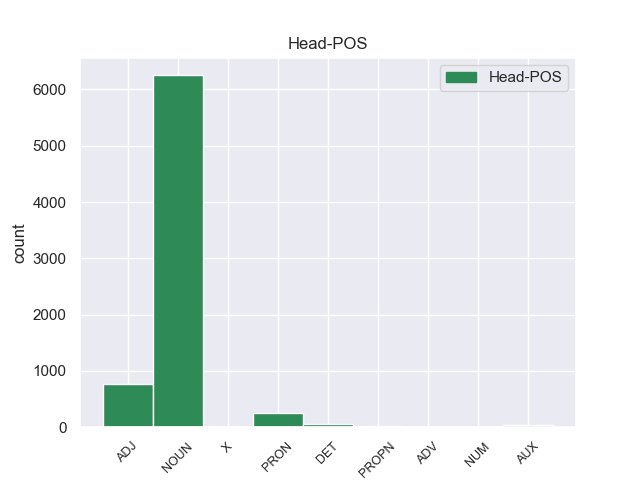 Head-POS
Head-POS
6000
5000
4000
3000
2000
1000
0
count
ADJ
NOUN
X
PRON
DET
PROPN
ADV
NUM
AUX